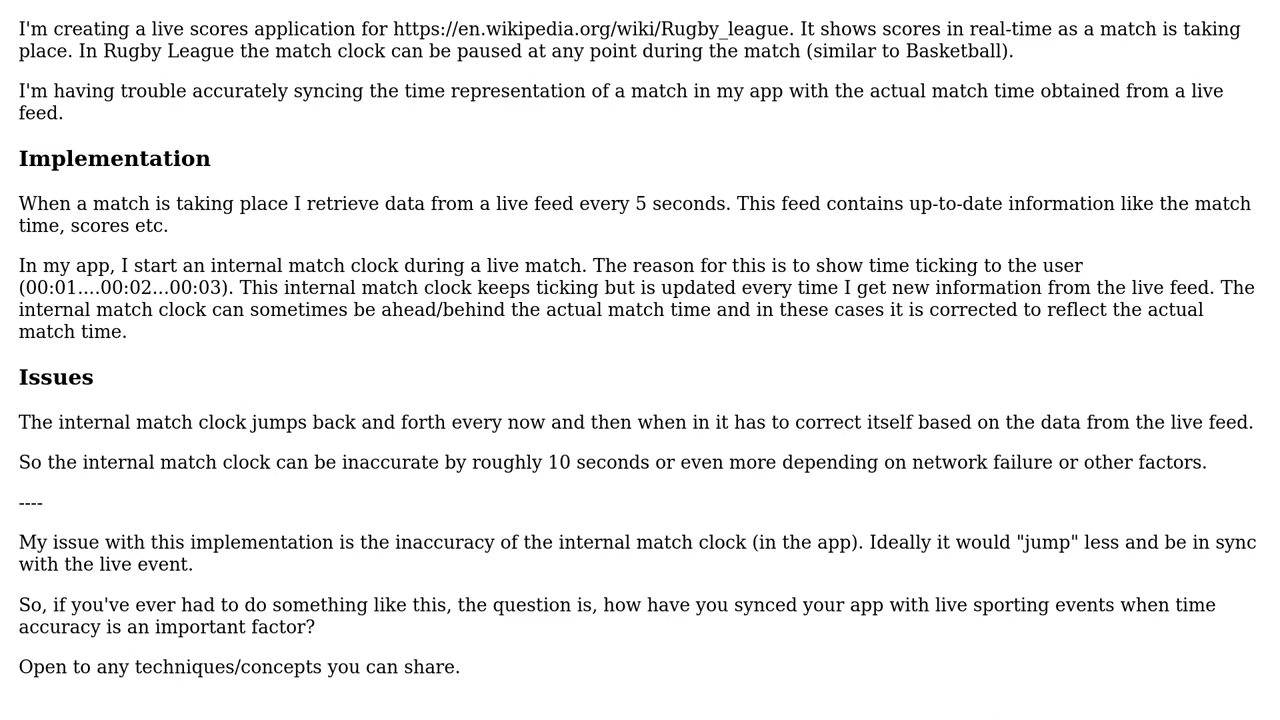 I'm creating a live scores application for https://en.wikipedia.org/wiki/Rugby_league. It shows scores in real-time as a match is taking
place. In Rugby League the match clock can be paused at any point during the match (similar to Basketball).
I'm having trouble accurately syncing the time representation of a match in my app with the actual match time obtained from a live
feed.
Implementation
When a match is taking place I retrieve data from a live feed every 5 seconds. This feed contains up-to-date information like the match
time, scores etc.
In my app, I start an internal match clock during a live match. The reason for this is to show time ticking to the user
(00:01....00:02...00:03). This internal match clock keeps ticking but is updated every time I get new information from the live feed. The
internal match clock can sometimes be ahead/behind the actual match time and in these cases it is corrected to reflect the actual
match time.
Issues
The internal match clock jumps back and forth every now and then when in it has to correct itself based on the data from the live feed.
So the internal match clock can be inaccurate by roughly 10 seconds or even more depending on network failure or other factors.
----
My issue with this implementation is the inaccuracy of the internal match clock (in the app). Ideally it would "jump" less and be in sync
with the live event.
So, if you've ever had to do something like this, the question is, how have you synced your app with live sporting events when time
accuracy is an important factor?
Open to any techniques/concepts you can share.